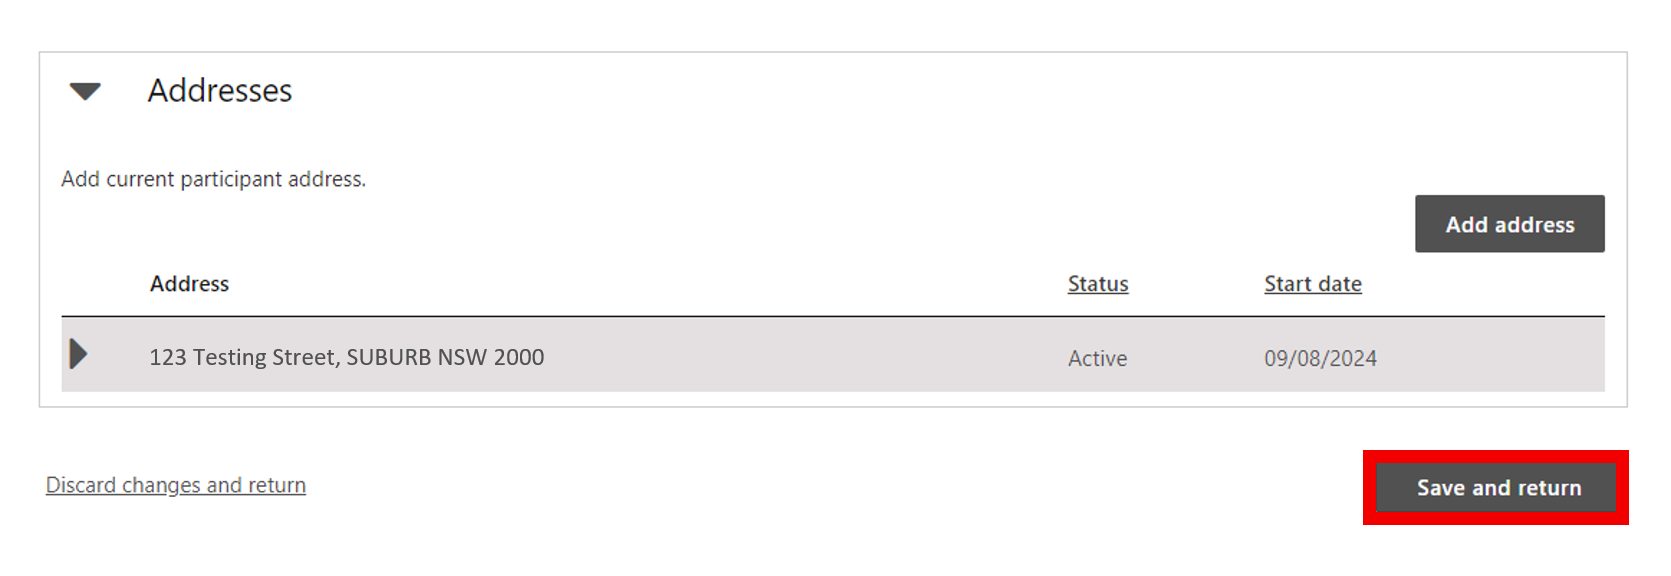 Addresses
Add current participant address.
Add address
Address Status Start date
123 Testing Street, SUBURB NSW 2000 Active 09/08/2024
Discard changes and return Save and return